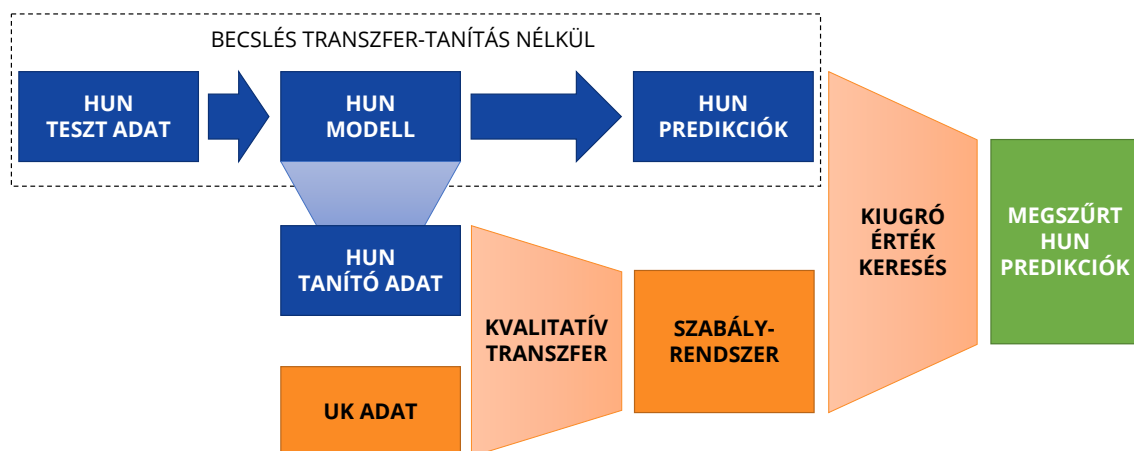 BECSLÉS TRANSZFER-TANÍTÁS NÉLKÜL
HUN
TESZT ADAT
HUN
MODELL
HUN
PREDIKCIÓK
HUN
TANÍTÓ ADAT
UK ADAT
KVALITATÍV
TRANSZFER
SZABÁLY-
RENDSZER
KIUGRÓ
ÉRTÉK
KERESÉS
MEGSZŰRT
HUN
PREDIKCIÓK